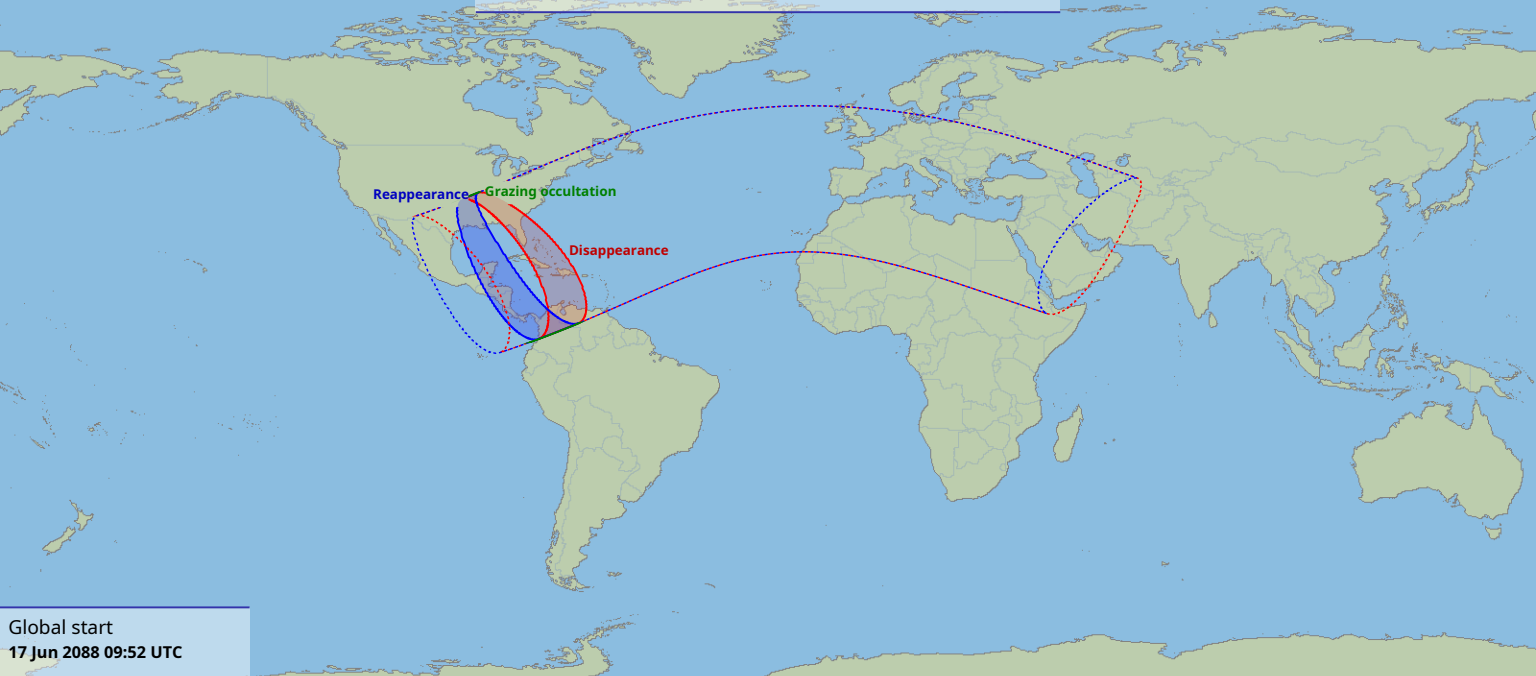 Reappearance
Grazing occultation
Disappearance
Global start
17 Jun 2088 09:52 UTC